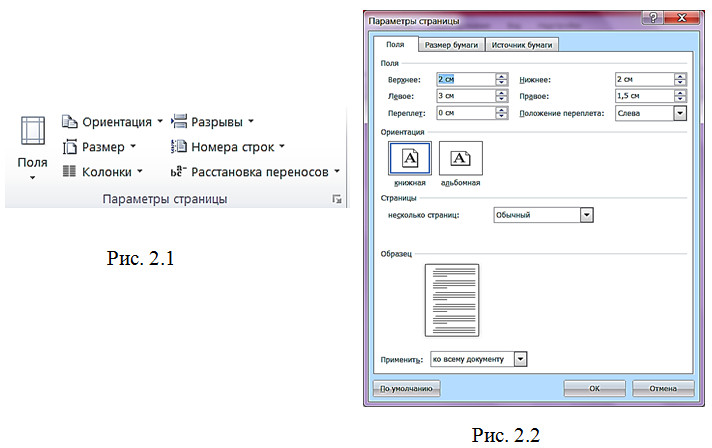 Поля
Ориентация
Размер
Колонки
Разрывы
Номера строк
Расстановка переносов
Параметры страницы
Рис. 2.1
Параметры страницы
Поля Размер бумаги Источник бумаги
Поля
Верхнее: 2 см Нижнее: 2 см
Левое: 3 см Правое: 1,5 см
Переплет: 0 см Положение переплета: Слева
Ориентация
книжная альбомная
Страницы
несколько страниц: Обычный
Образец
Применить: ко всему документу
По умолчанию ОК Отмена
Рис. 2.2